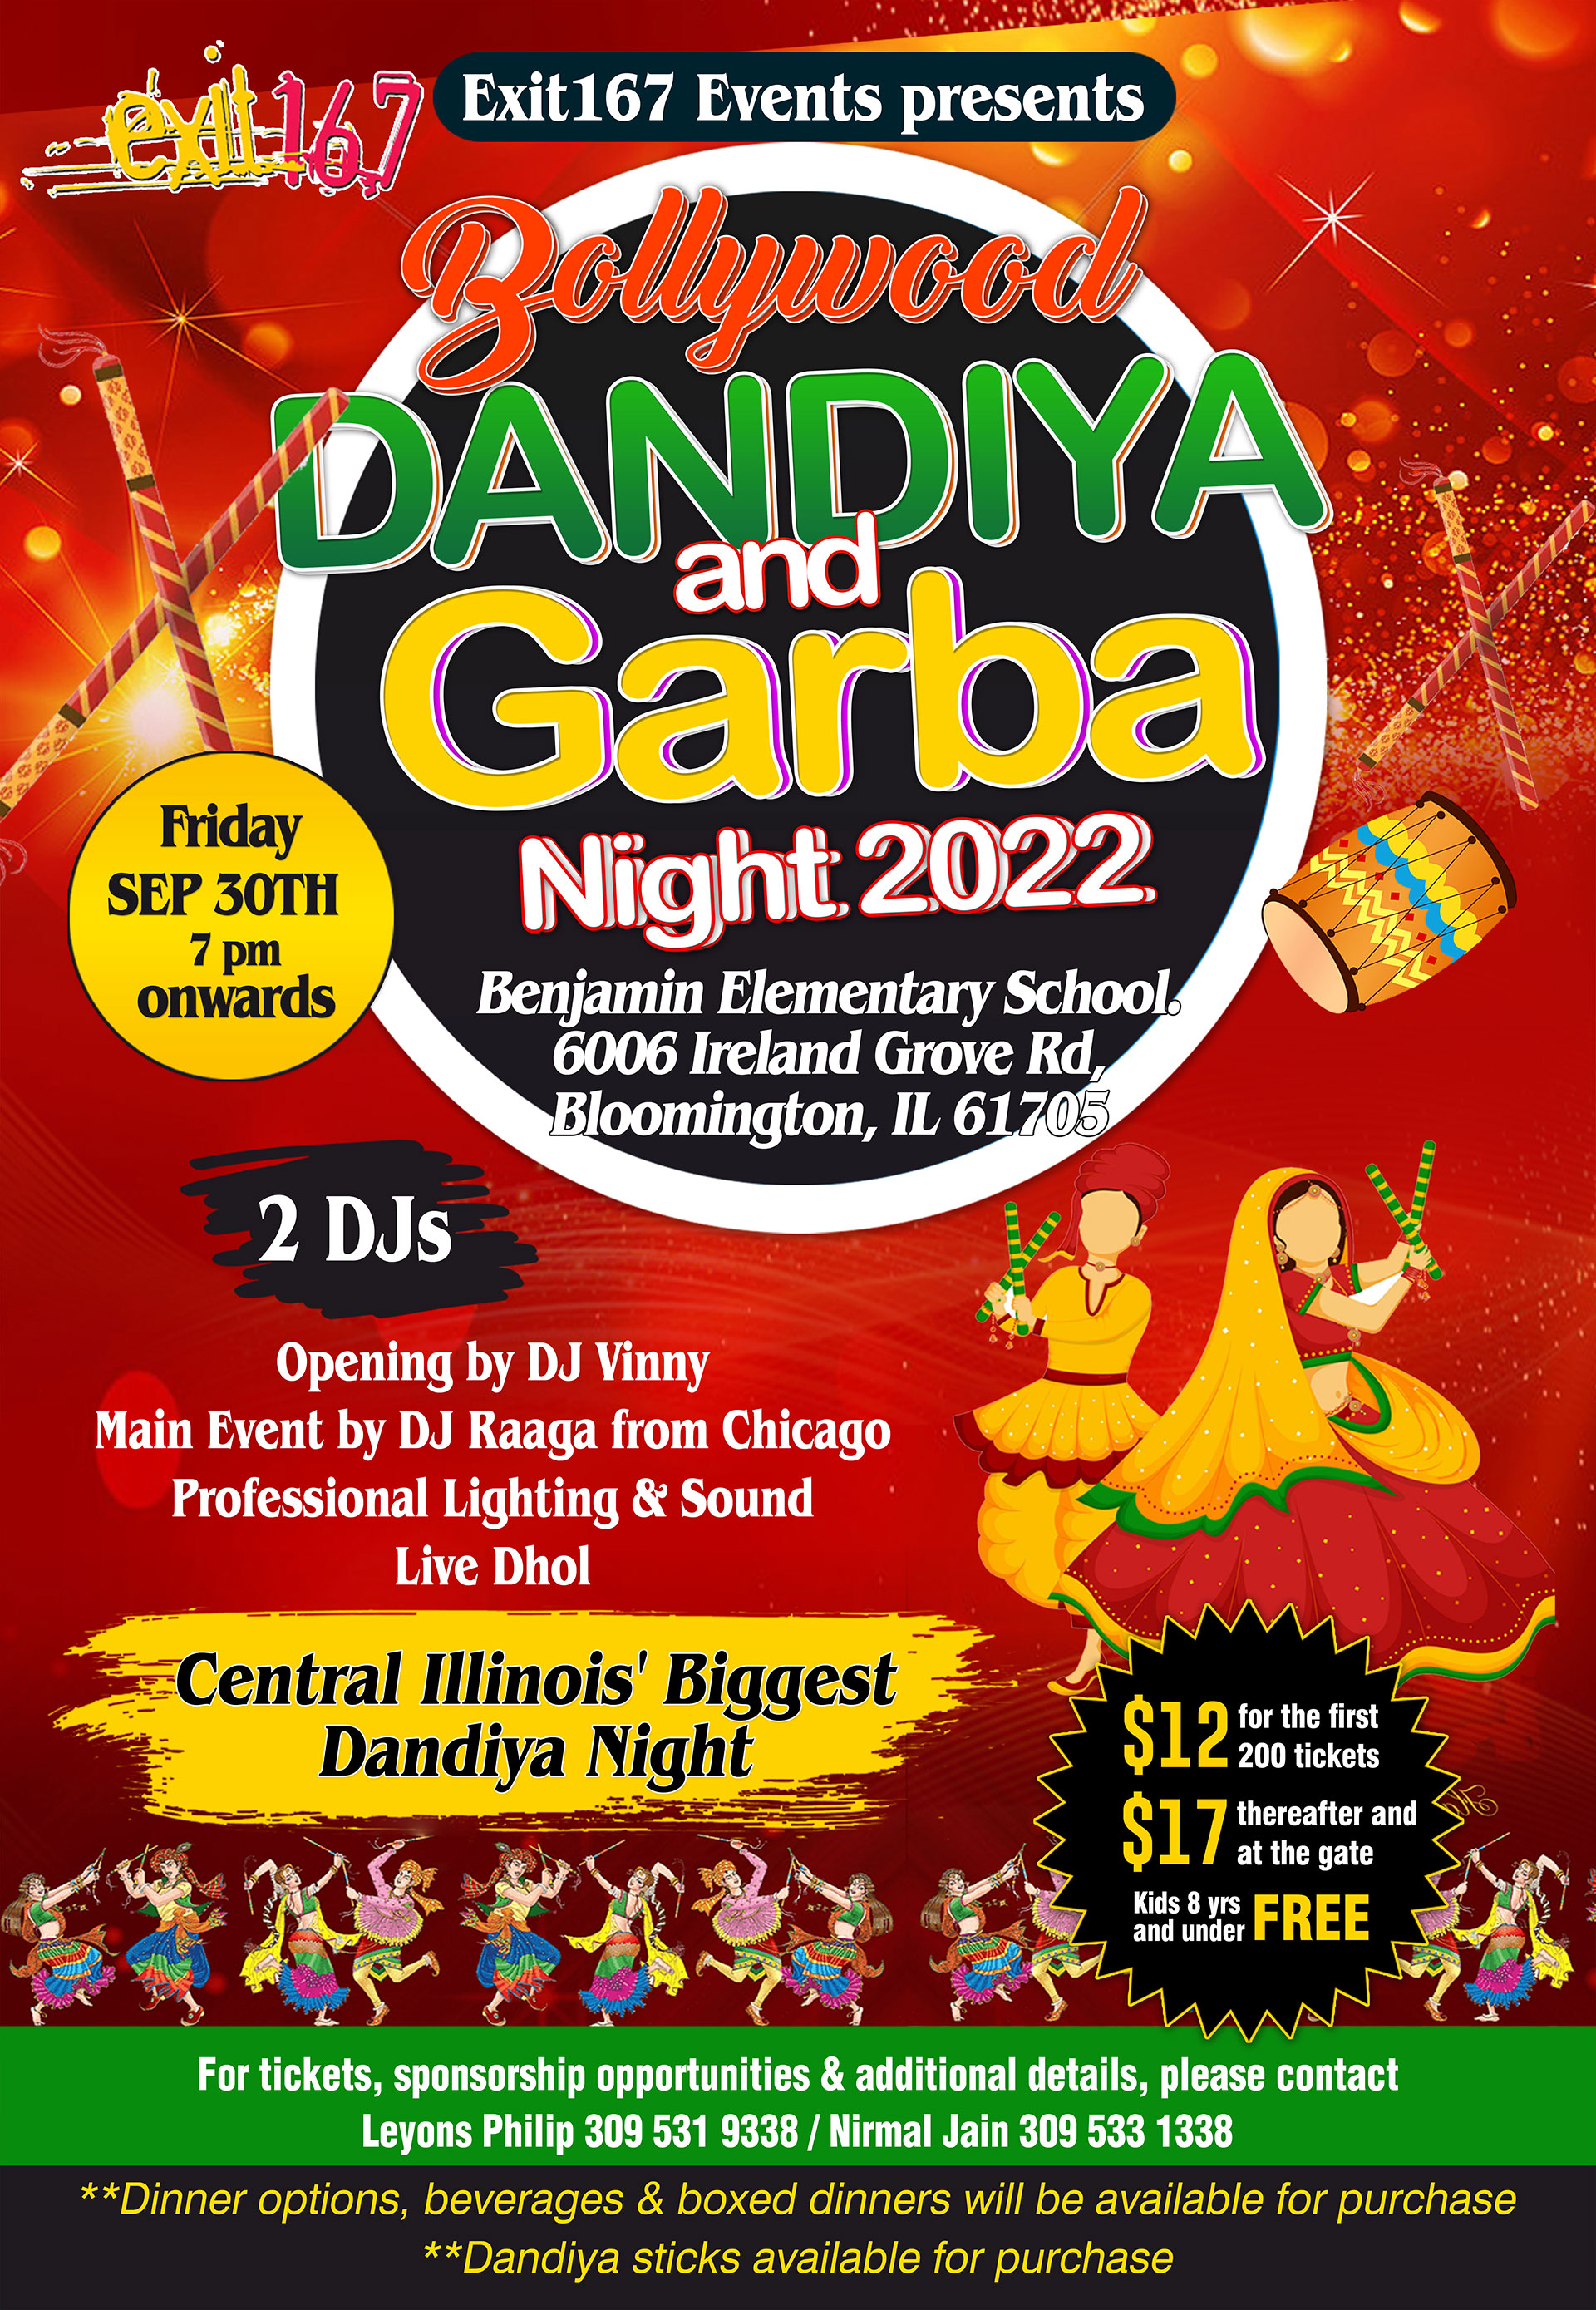 exit 167
Exit167 Events presents
Bollywood
DANDIYA
and
Garba
Night 2022
Friday
SEP 30TH
7 pm
onwards
Benjamin Elementary School.
6006 Ireland Grove Rd,
Bloomington, IL 61705
2 DJs
Opening by DJ Vinny
Main Event by DJ Raaga from Chicago
Professional Lighting & Sound
Live Dhol
Central Illinois' Biggest
Dandiya Night
$12 for the first
200 tickets
$17 thereafter and
at the gate
Kids 8 yrs
and under FREE
For tickets, sponsorship opportunities & additional details, please contact
Leyons Philip 309 531 9338 / Nirmal Jain 309 533 1338
**Dinner options, beverages & boxed dinners will be available for purchase
**Dandiya sticks available for purchase